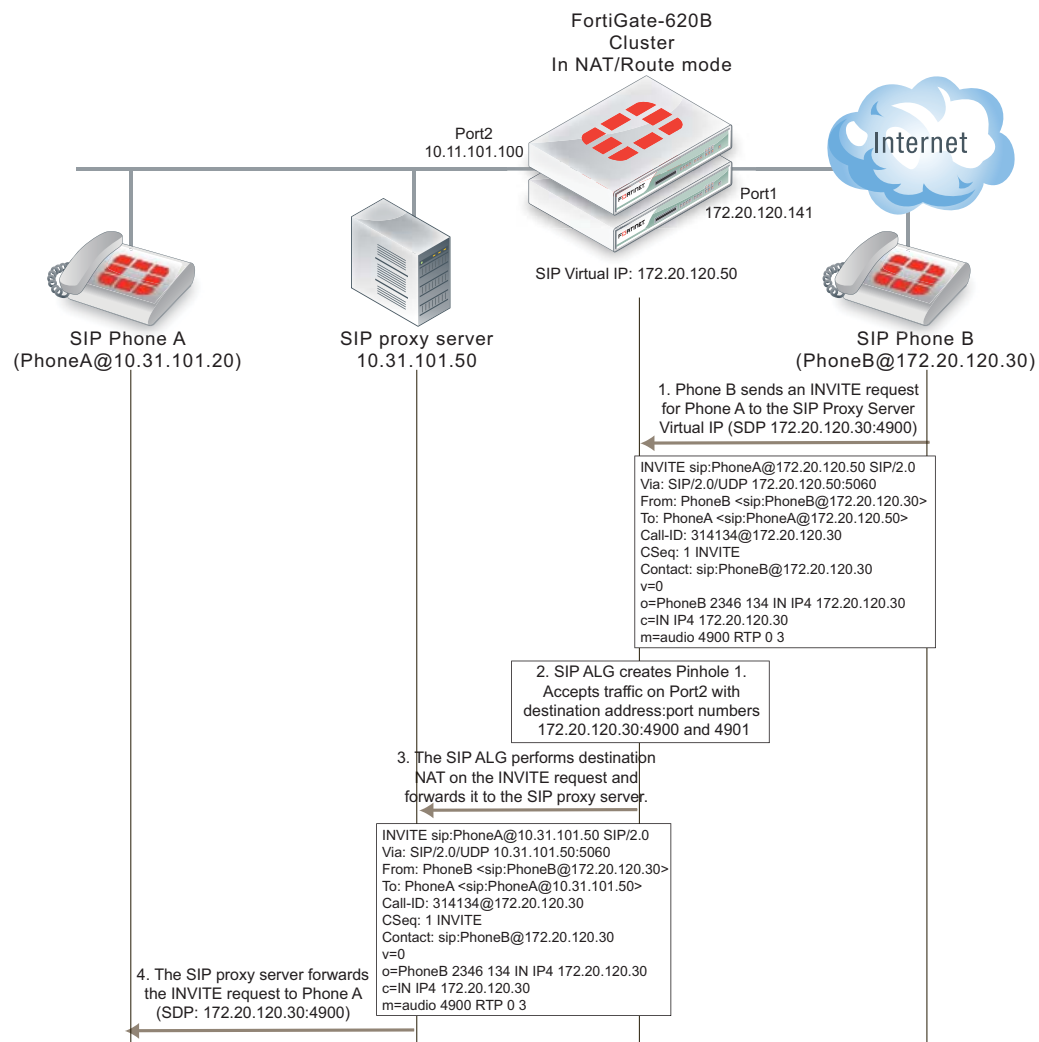 FortiGate-620B
Cluster
In NAT/Route mode
Port2
10.11.101.100
Internet
FORTINET
FORTINET
Port1
172.20.120.141
SIP Virtual IP: 172.20.120.50
SIP Phone A
(PhoneA@10.31.101.20)
SIP proxy server
10.31.101.50
SIP Phone B
(PhoneB@172.20.120.30)
1. Phone B sends an INVITE request
for Phone A to the SIP Proxy Server
Virtual IP (SDP 172.20.120.30:4900)
INVITE sip:PhoneA@172.20.120.50 SIP/2.0
Via: SIP/2.0/UDP 172.20.120.50:5060
From: PhoneB <sip:PhoneB@172.20.120.30>
To: PhoneA <sip:PhoneA@172.20.120.50>
Call-ID: 314134@172.20.120.30
CSeq: 1 INVITE
Contact: sip:PhoneB@172.20.120.30
v=0
o=PhoneB 2346 134 IN IP4 172.20.120.30
c=IN IP4 172.20.120.30
m=audio 4900 RTP 0 3
2. SIP ALG creates Pinhole 1.
Accepts traffic on Port2 with
destination address:port numbers
172.20.120.30:4900 and 4901
3. The SIP ALG performs destination
NAT on the INVITE request and
forwards it to the SIP proxy server.
INVITE sip:PhoneA@10.31.101.50 SIP/2.0
Via: SIP/2.0/UDP 10.31.101.50:5060
From: PhoneB <sip:PhoneB@172.20.120.30>
To: PhoneA <sip:PhoneA@10.31.101.50>
Call-ID: 314134@172.20.120.30
CSeq: 1 INVITE
Contact: sip:PhoneB@172.20.120.30
v=0
o=PhoneB 2346 134 IN IP4 172.20.120.30
c=IN IP4 172.20.120.30
m=audio 4900 RTP 0 3
4. The SIP proxy server forwards
the INVITE request to Phone A
(SDP: 172.20.120.30:4900)